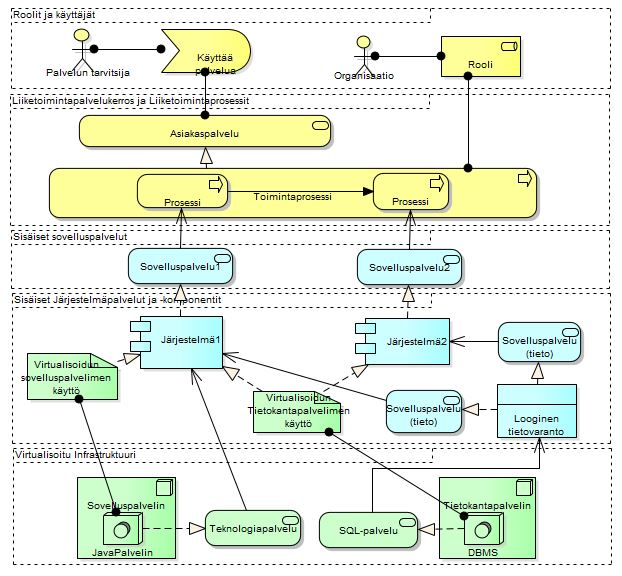 Roolit ja käyttäjät
Palvelun tarvitsija
Käyttää
palvelua
Organisaatio
Rooli
Liiketoimintapalvelukerros ja Liiketoimintaprosessit
Asiakaspalvelu
Prosessi
Toimintaprosessi
Prosessi
Sisäiset sovelluspalvelut
Sovelluspalvelu1
Sovelluspalvelu2
Sisäiset Järjestelmäpalvelut ja -komponentit
Järjestelmä1
Järjestelmä2
Sovelluspalvelu
(tieto)
Virtualisoidun
sovelluspalvelimen
käyttö
Virtualisoidun
Tietokantapalvelimen
käyttö
Sovelluspalvelu
(tieto)
Looginen
tietovaranto
Virtualisoitu Infrastruktuuri
Sovelluspalvelin
JavaPalvelin
Teknologiapalvelu
SQL-palvelu
Tietokantapalvelin
DBMS